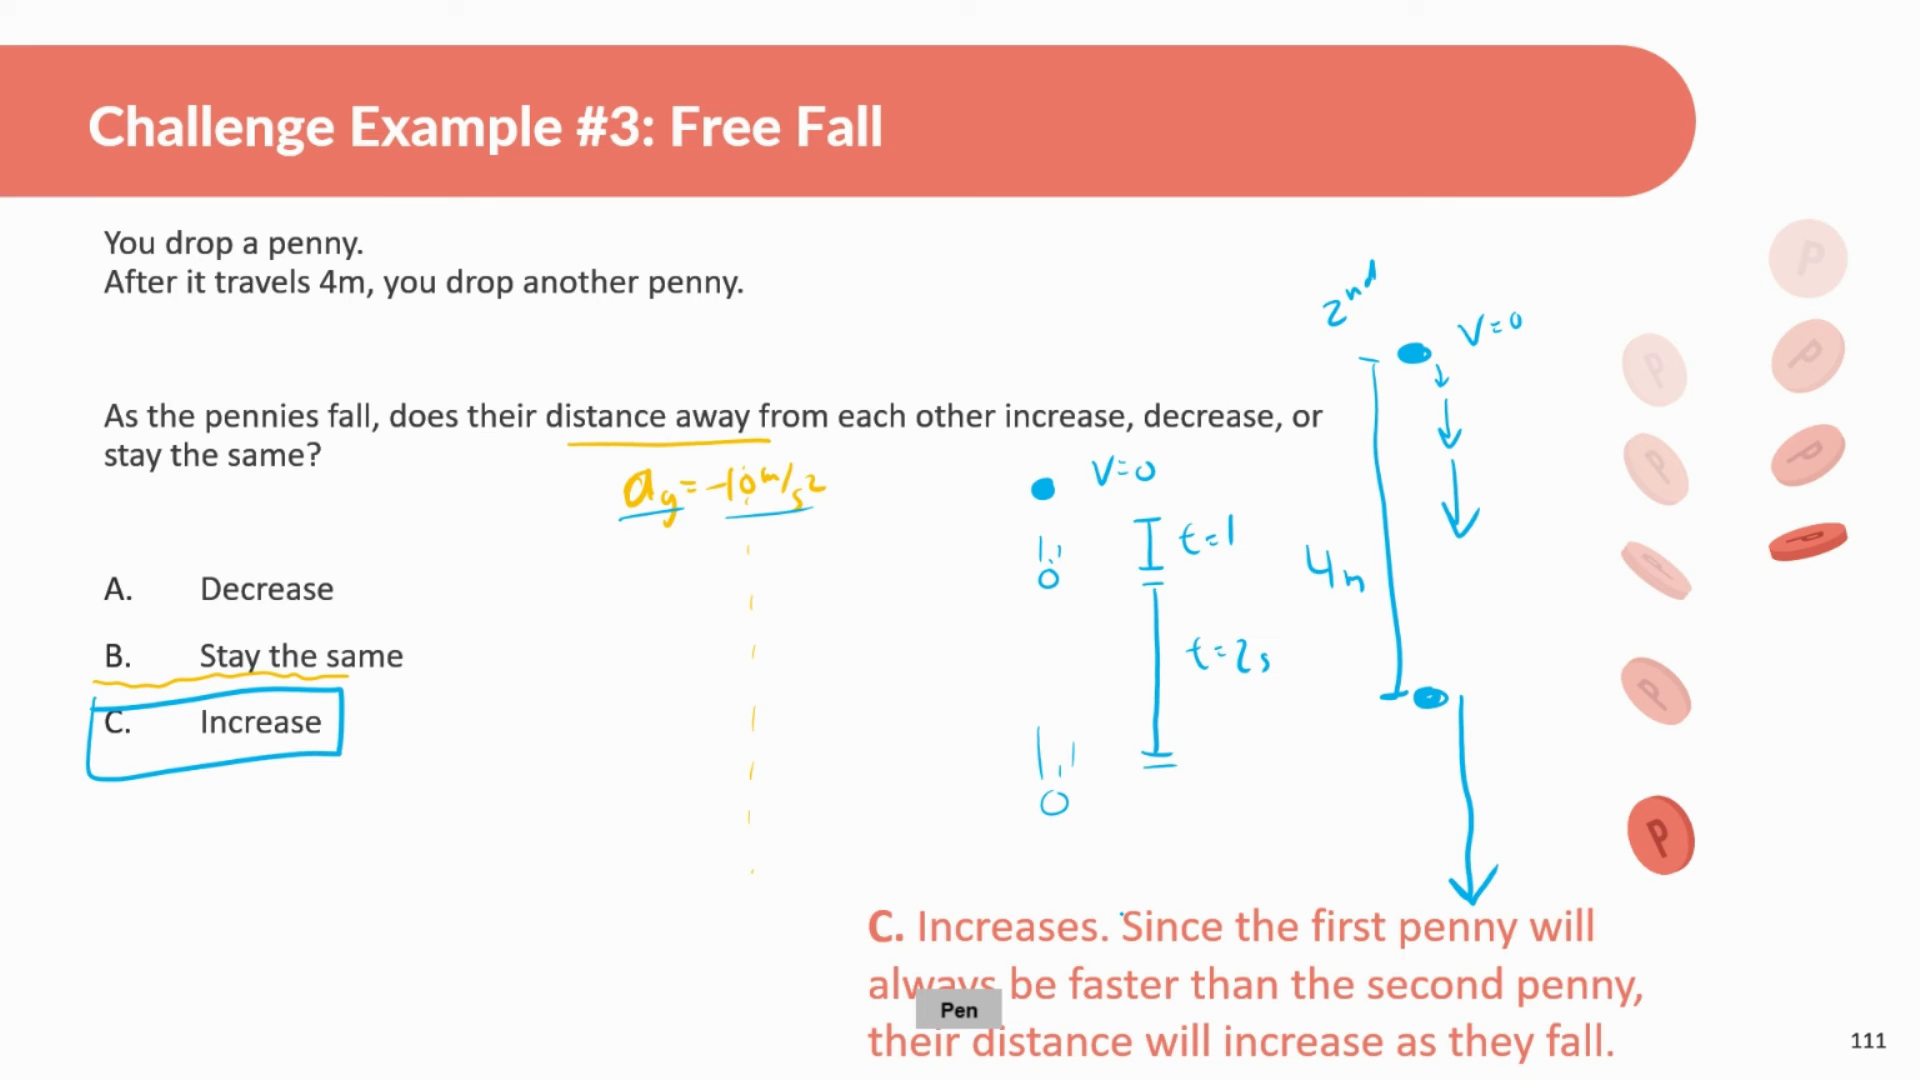 Challenge Example #3: Free Fall
You drop a penny.
After it travels 4m, you drop another penny.
2nd
V=0
As the pennies fall, does their distance away from each other increase, decrease, or
stay the same?
ag = -10 m/s2
V=0
t=1
4m
t=2s
A. Decrease
B. Stay the same
C. Increase
P
P
P
P
P
P
P
P
P
C. Increases. Since the first penny will
always be faster than the second penny,
their distance will increase as they fall.
Pen
111